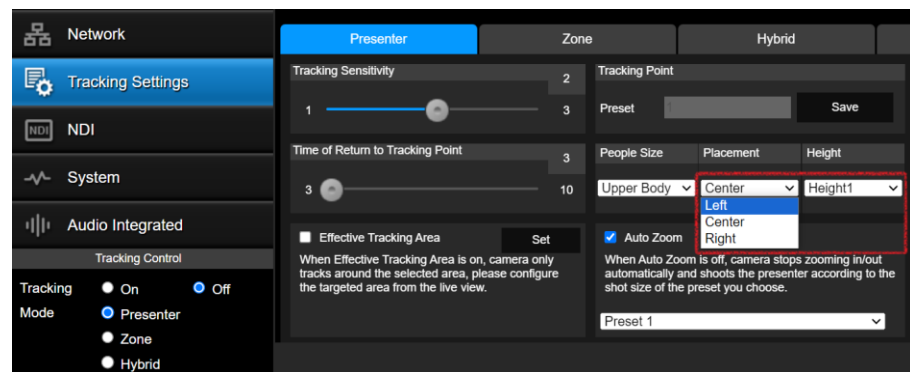 Network
Tracking Settings
NDI
NDI
System
Audio Integrated
Tracking Control
Tracking
Mode
On
Off
Presenter
Zone
Hybrid
Presenter
Zone
Hybrid
Tracking Sensitivity
2
1
3
Time of Return to Tracking Point
3
3
10
Effective Tracking Area
Set
When Effective Tracking Area is on, camera only
tracks around the selected area, please configure
the targeted area from the live view.
Tracking Point
Preset
1
Save
People Size
Placement
Height
Upper Body
Center
Height1
Left
Center
Right
Auto Zoom
When Auto Zoom is off, camera stops zooming in/out
automatically and shoots the presenter according to the
shot size of the preset you choose.
Preset 1